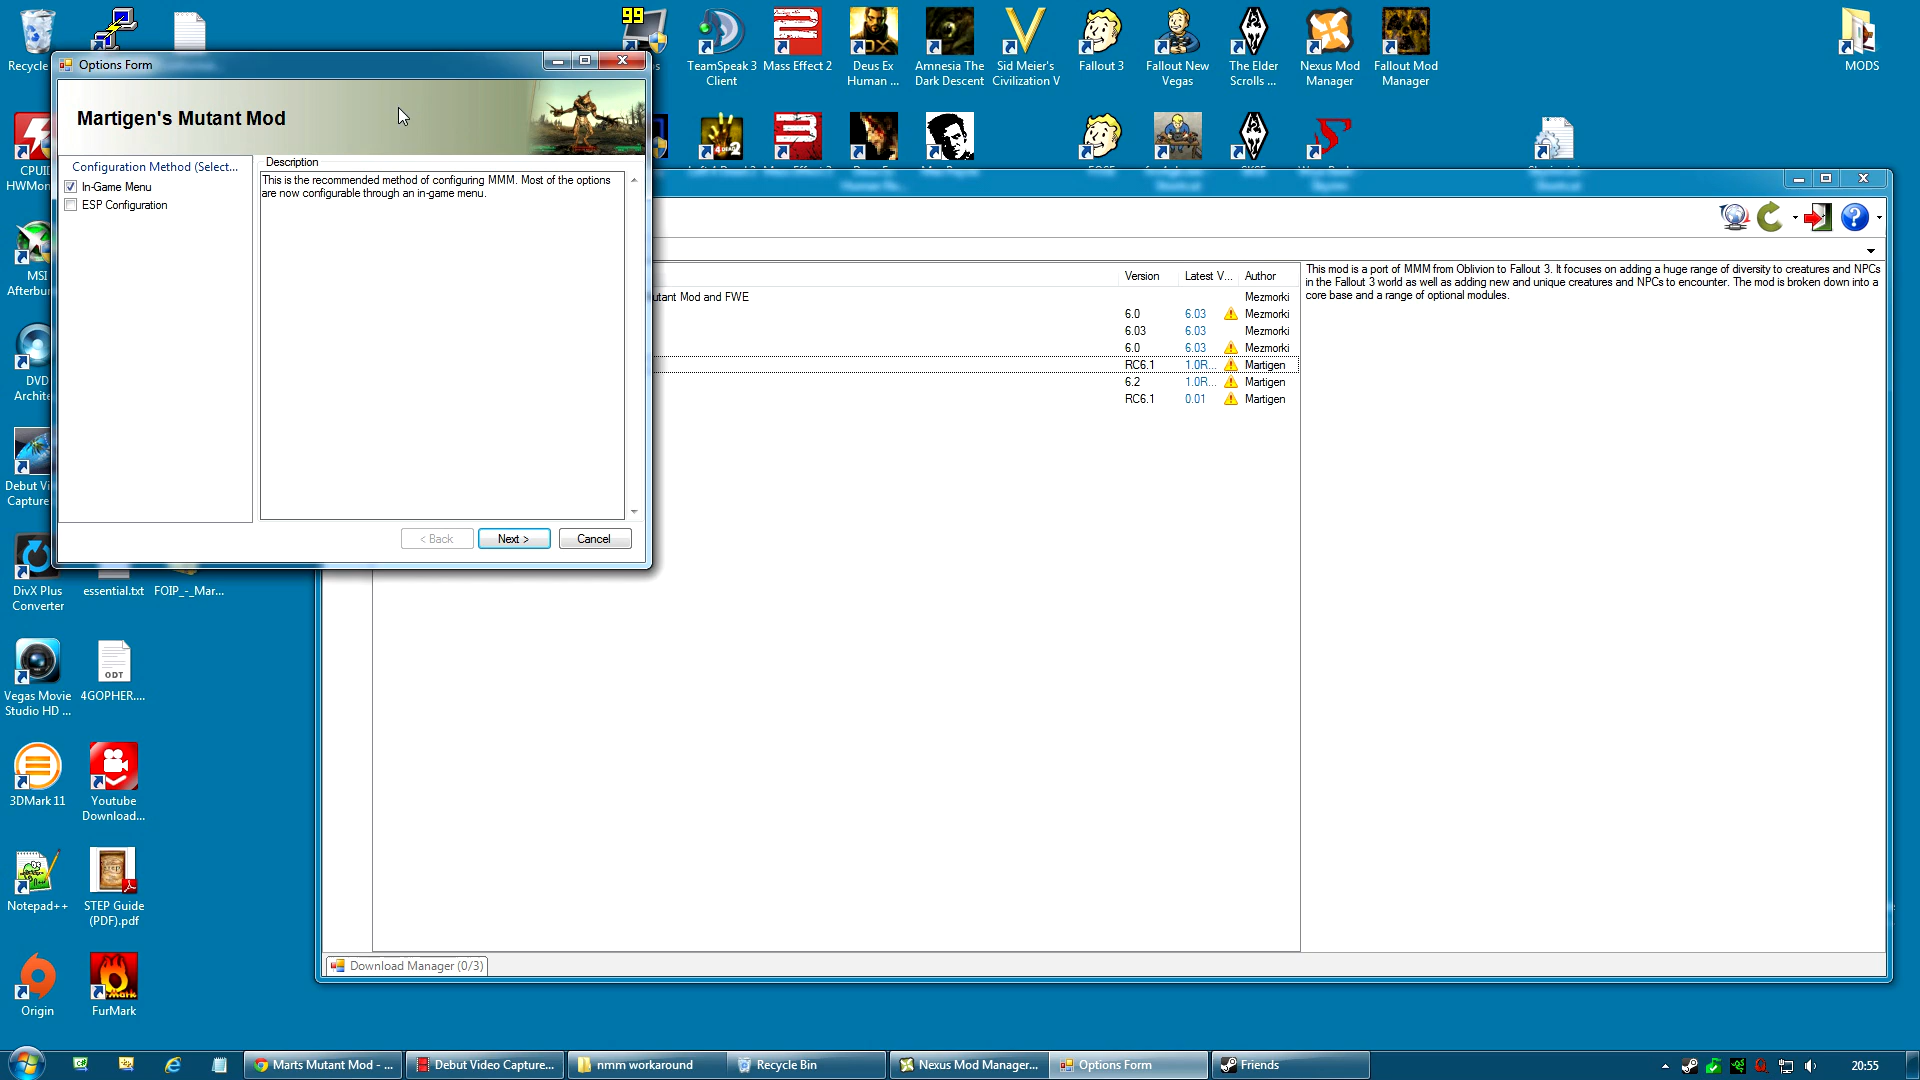 99
Recycle
TeamSpeak 3
Client
Mass Effect 2
Deus Ex
Human ...
Amnesia The
Dark Descent
Sid Meier's
Civilization V
Fallout 3
Fallout New
Vegas
The Elder
Scrolls ...
Nexus Mod
Manager
Fallout Mod
Manager
MODS
Options Form
Martigen's Mutant Mod
Configuration Method (Select...
In-Game Menu
ESP Configuration
Description
This is the recommended method of configuring MMM. Most of the options
are now configurable through an in-game menu.
< Back
Next >
Cancel
CPUID
HWMon
MSI
Afterbur
DVD
Archite
Debut Vi
Capture
DivX Plus
Converter
essential.txt
FOIP_-_Mar...
Vegas Movie
Studio HD ...
ODT
4GOPHER....
3DMark 11
Youtube
Download...
Notepad++
STEP Guide
(PDF).pdf
Origin
FurMark
Version
Latest V...
Author
utant Mod and FWE
Mezmorki
6.0 6.03 Mezmorki
6.03 6.03 Mezmorki
6.0 6.03 Mezmorki
RC6.1 1.0R... Martigen
6.2 1.0R... Martigen
RC6.1 0.01 Martigen
This mod is a port of MMM from Oblivion to Fallout 3. It focuses on adding a huge range of diversity to creatures and NPCs
in the Fallout 3 world as well as adding new and unique creatures and NPCs to encounter. The mod is broken down into a
core base and a range of optional modules.
Download Manager (0/3)
Marts Mutant Mod - ...
Debut Video Capture...
nmm workaround
Recycle Bin
Nexus Mod Manager...
Options Form
Friends
20:55